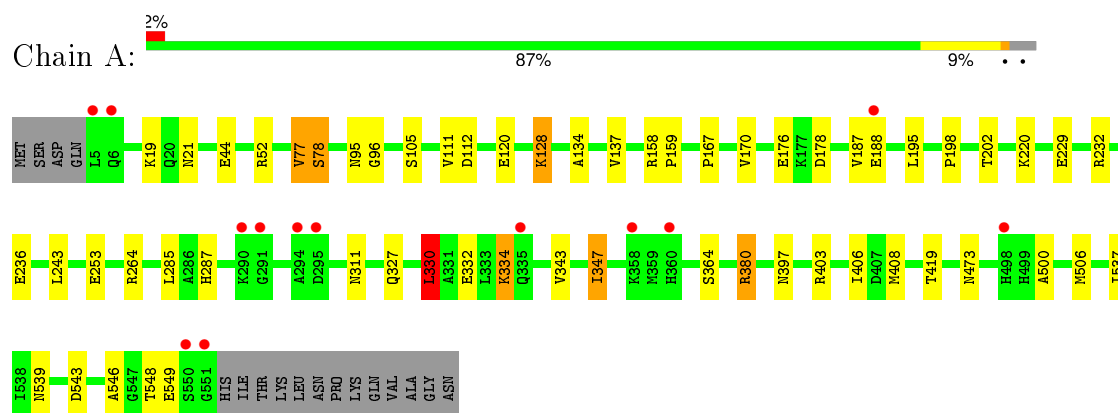 2%
Chain A:
87% 9% • •
MET SER ASP GLN L5 Q6 K19 Q20 N21 E44 R52 V77 S78 N95 G96 S105 V111 D112 E120 K128 A134 V137 R158 P159 P167 V170 E176 K177 D178 V187 E188 L195 P198 T202 K220 E229 R232
E236 L243 E253 R264 L285 A286 H287 K290 G291 A294 D295 N311 Q327 L330 A331 E332 L333 K334 Q335 V343 I347 K358 M359 H360 S364 R380 N397 R403 I406 D407 M408 T419 N473 H498 H499 A500 M506 I537
I538 N539 D543 A546 G547 T548 E549 S550 G551 HIS ILE THR LYS LEU ASN PRO LYS GLN VAL ALA GLY ASN